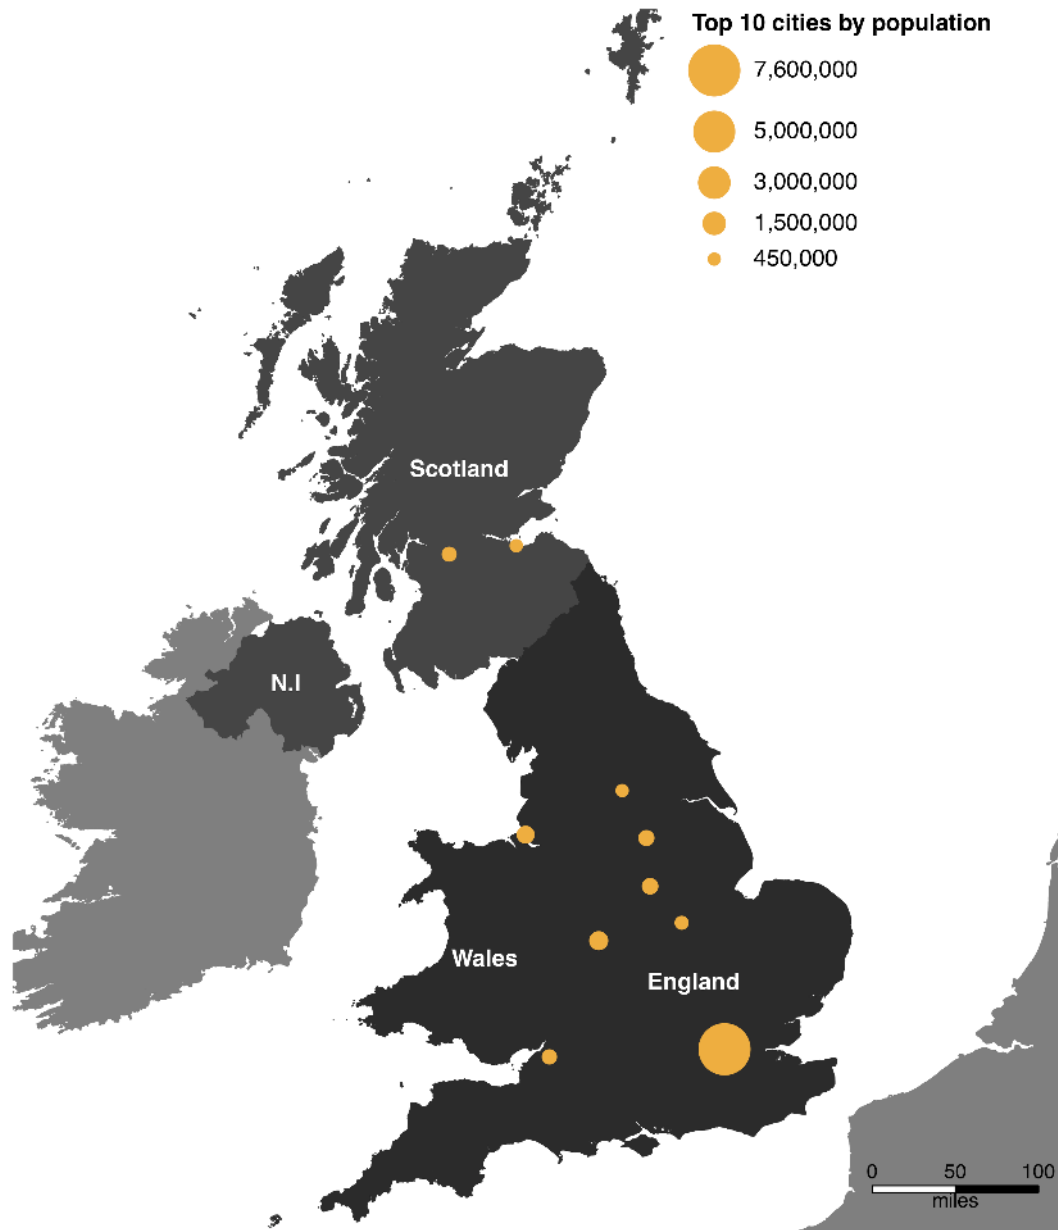 Top 10 cities by population
7,600,000
5,000,000
3,000,000
1,500,000
450,000
Scotland
N.I
Wales
England
0 50 100
miles